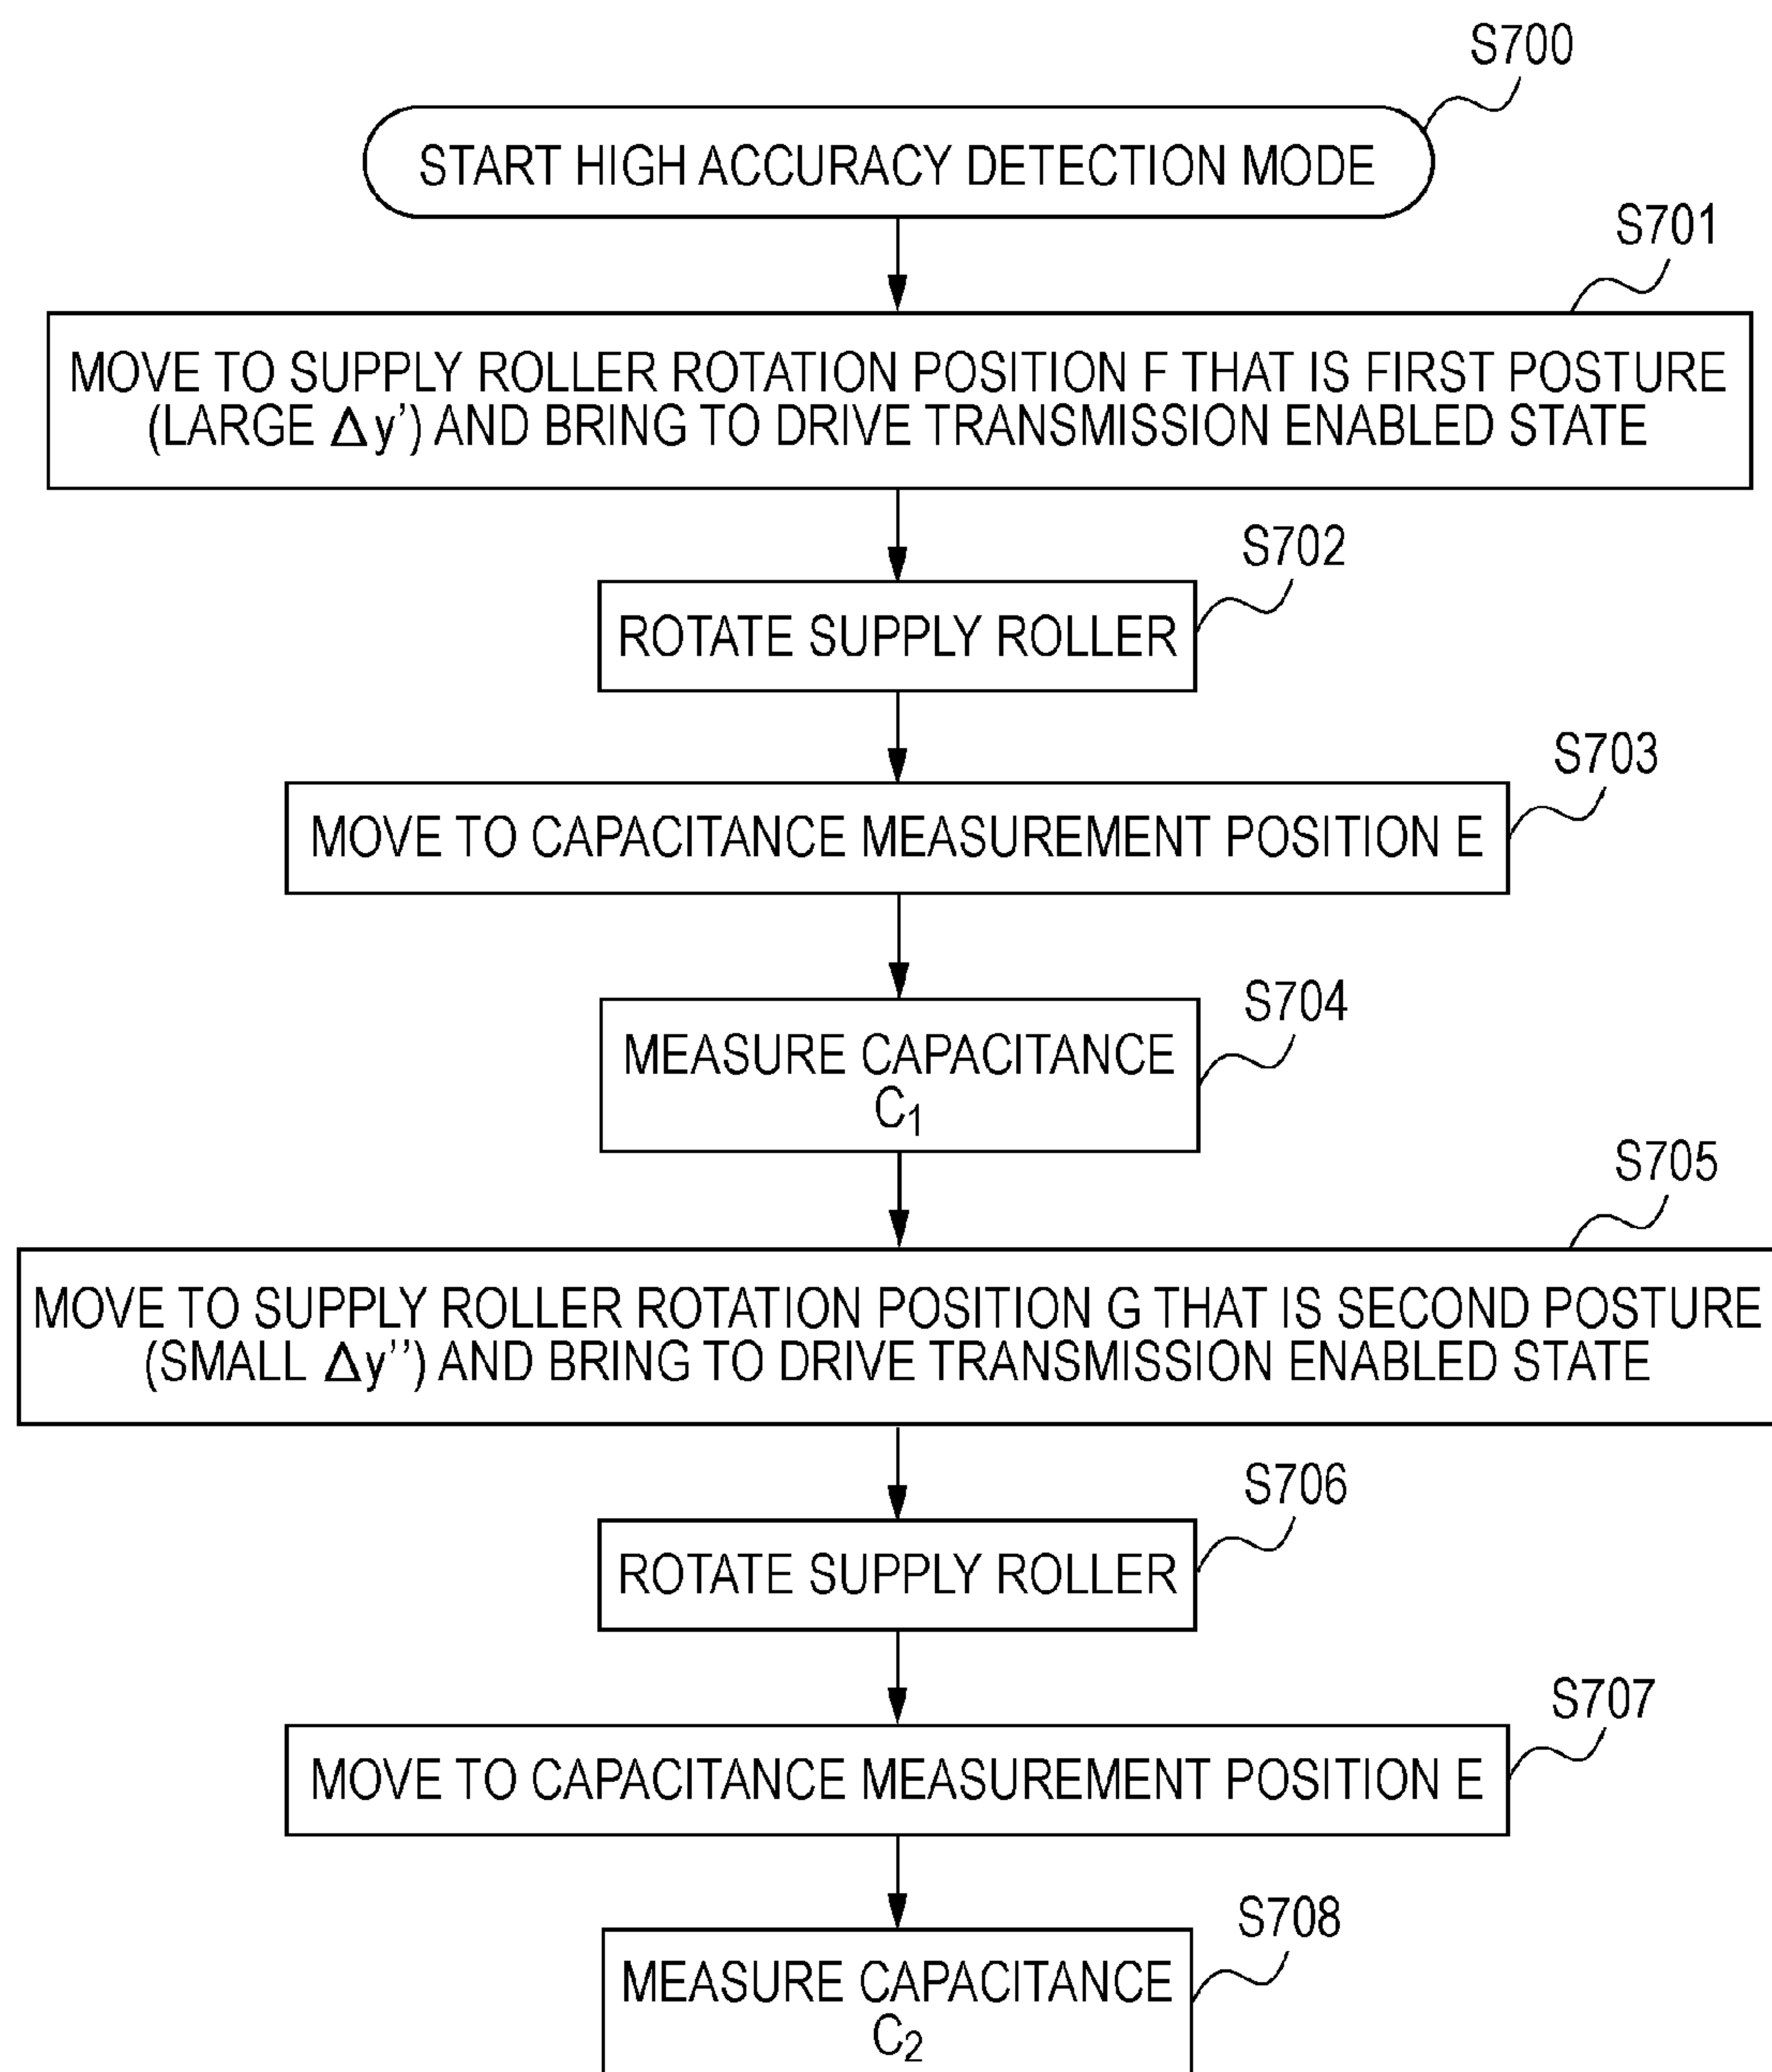 S700
START HIGH ACCURACY DETECTION MODE
S701
MOVE TO SUPPLY ROLLER ROTATION POSITION F THAT IS FIRST POSTURE
(LARGE Δy') AND BRING TO DRIVE TRANSMISSION ENABLED STATE
S702
ROTATE SUPPLY ROLLER
S703
MOVE TO CAPACITANCE MEASUREMENT POSITION E
S704
MEASURE CAPACITANCE
C₁
S705
MOVE TO SUPPLY ROLLER ROTATION POSITION G THAT IS SECOND POSTURE
(SMALL Δy'') AND BRING TO DRIVE TRANSMISSION ENABLED STATE
S706
ROTATE SUPPLY ROLLER
S707
MOVE TO CAPACITANCE MEASUREMENT POSITION E
S708
MEASURE CAPACITANCE
C₂